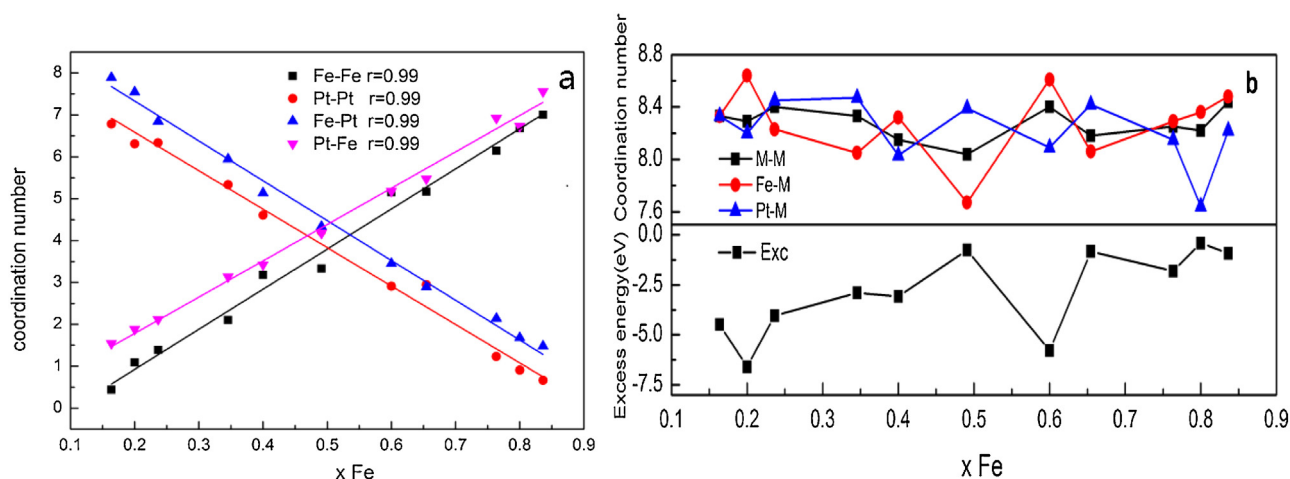 a
Fe-Fe r=0.99
Pt-Pt r=0.99
Fe-Pt r=0.99
Pt-Fe r=0.99
coordination number
8
7
6
5
4
3
2
1
0
0.1 0.2 0.3 0.4 0.5 0.6 0.7 0.8 0.9
x Fe
b
Coordination number
8.8
8.4
8.0
7.6
M-M
Fe-M
Pt-M
Excess energy(eV)
0.0
-2.5
-5.0
-7.5
Exc
0.1 0.2 0.3 0.4 0.5 0.6 0.7 0.8 0.9
x Fe